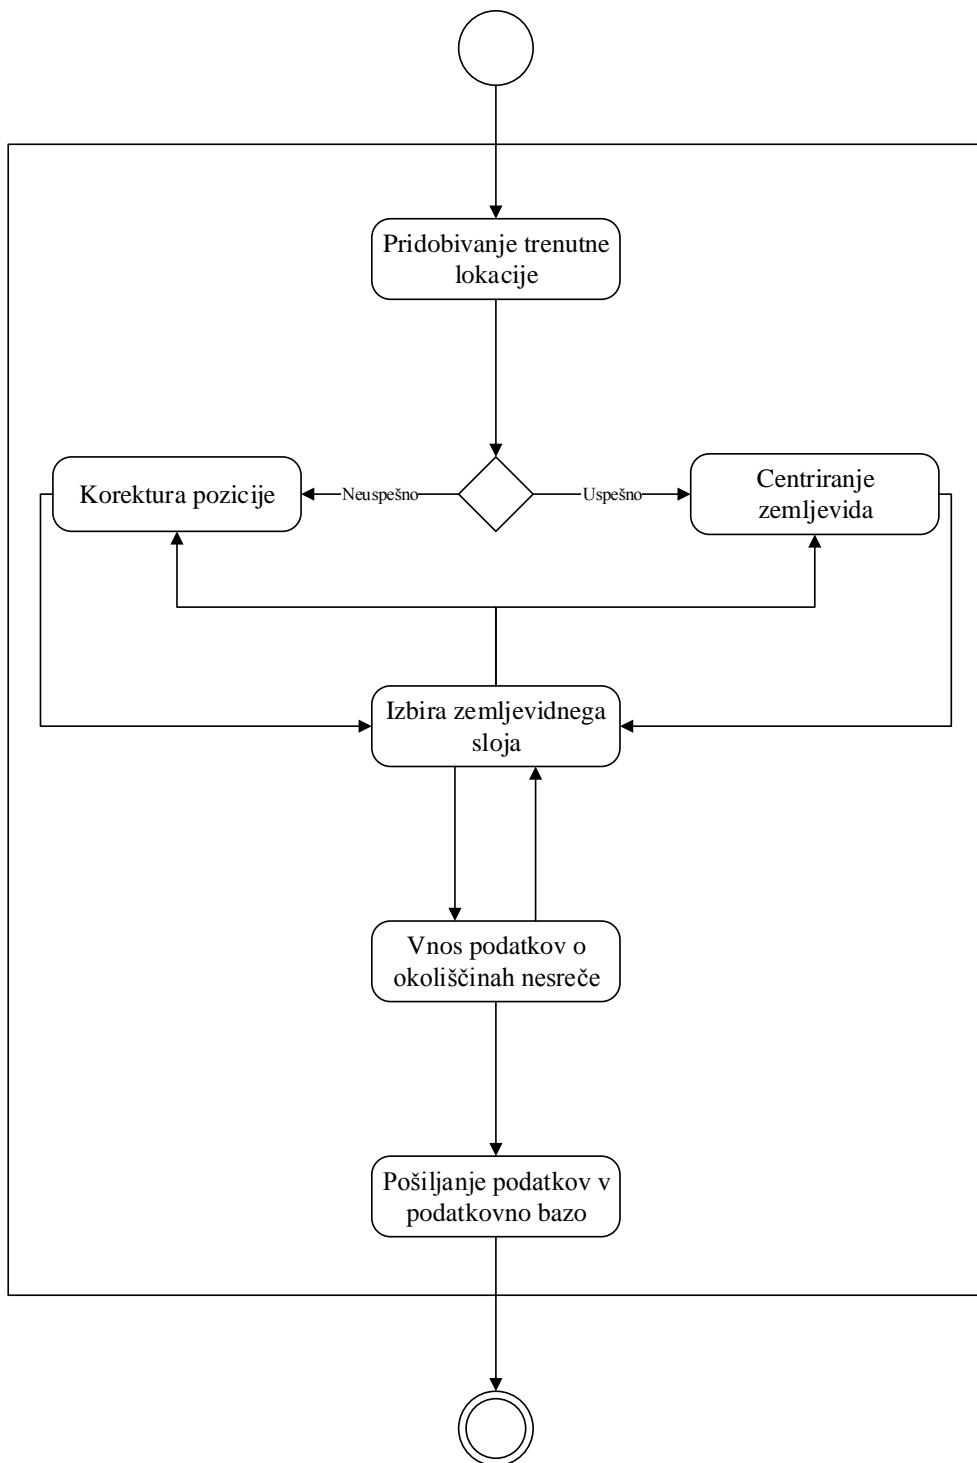 Pridobivanje trenutne
lokacije
Korektura pozicije
Neuspešno
Uspešno
Centriranje
zemljevida
Izbira zemljevidnega
sloja
Vnos podatkov o
okoliščinah nesreče
Pošiljanje podatkov v
podatkovno bazo